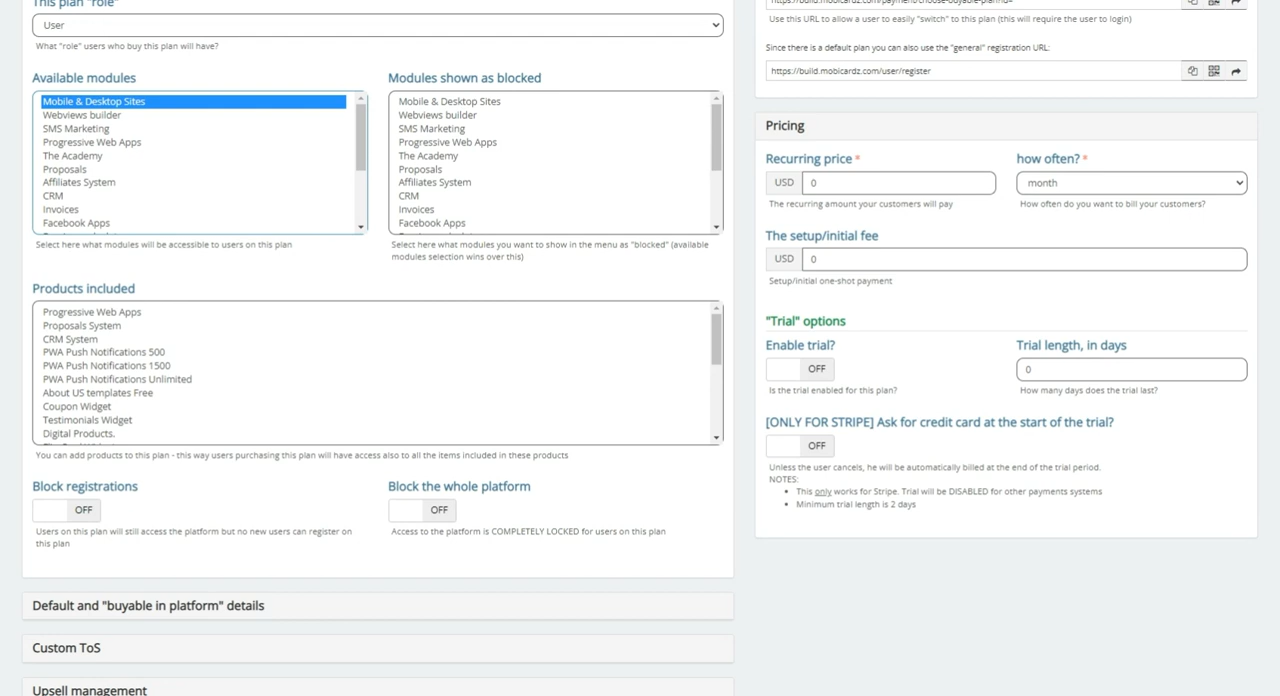 This plan "role"
User
What "role" users who buy this plan will have?
Available modules
Mobile & Desktop Sites
Webviews builder
SMS Marketing
Progressive Web Apps
The Academy
Proposals
Affiliates System
CRM
Invoices
Facebook Apps
Select here what modules will be accessible to users on this plan
Modules shown as blocked
Mobile & Desktop Sites
Webviews builder
SMS Marketing
Progressive Web Apps
The Academy
Proposals
Affiliates System
CRM
Invoices
Facebook Apps
Select here what modules you want to show in the menu as "blocked" (available
modules selection wins over this)
Products included
Progressive Web Apps
Proposals System
CRM System
PWA Push Notifications 500
PWA Push Notifications 1500
PWA Push Notifications Unlimited
About US templates Free
Coupon Widget
Testimonials Widget
Digital Products.
You can add products to this plan - this way users purchasing this plan will have access also to all the items included in these products
Block registrations
OFF
Users on this plan will still access the platform but no new users can register on
this plan
Block the whole platform
OFF
Access to the platform is COMPLETELY LOCKED for users on this plan
Default and "buyable in platform" details
Custom ToS
Upsell management
https://build.mobicardz.com/payment/choose-buyable-plan?id=
Use this URL to allow a user to easily "switch" to this plan (this will require the user to login)
Since there is a default plan you can also use the "general" registration URL:
https://build.mobicardz.com/user/register
Pricing
Recurring price *
USD 0
The recurring amount your customers will pay
how often? *
month
How often do you want to bill your customers?
The setup/initial fee
USD 0
Setup/initial one-shot payment
"Trial" options
Enable trial?
OFF
Is the trial enabled for this plan?
Trial length, in days
0
How many days does the trial last?
[ONLY FOR STRIPE] Ask for credit card at the start of the trial?
OFF
Unless the user cancels, he will be automatically billed at the end of the trial period.
NOTES:
• This only works for Stripe. Trial will be DISABLED for other payments systems
• Minimum trial length is 2 days